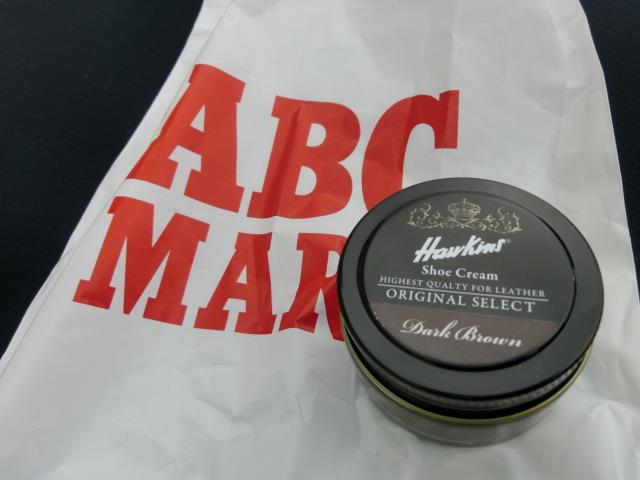 ABC
MAR
Hawkins®
Shoe Cream
HIGHEST QUALTY FOR LEATHER
ORIGINAL SELECT
Dark Brown